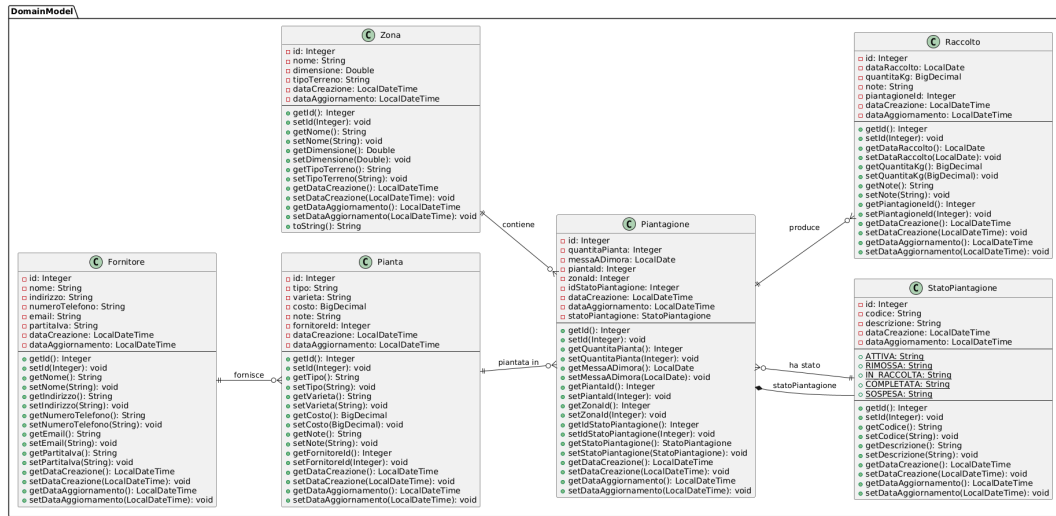 DomainModel
C Zona
id: Integer
nome: String
dimensione: Double
tipoTerreno: String
dataCreazione: LocalDateTime
dataAggiornamento: LocalDateTime
getId(): Integer
setId(Integer): void
getNome(): String
setNome(String): void
getDimensione(): Double
setDimensione(Double): void
getTipoTerreno(): String
setTipoTerreno(String): void
getDataCreazione(): LocalDateTime
setDataCreazione(LocalDateTime): void
getDataAggiornamento(): LocalDateTime
setDataAggiornamento(LocalDateTime): void
toString(): String
C Raccolto
id: Integer
dataRaccolto: LocalDate
quantitaKg: BigDecimal
note: String
piantagioneId: Integer
dataCreazione: LocalDateTime
dataAggiornamento: LocalDateTime
getId(): Integer
setId(Integer): void
getDataRaccolto(): LocalDate
setDataRaccolto(LocalDate): void
getQuantitaKg(): BigDecimal
setQuantitaKg(BigDecimal): void
getNote(): String
setNote(String): void
getPiantagioneId(): Integer
setPiantagioneId(Integer): void
getDataCreazione(): LocalDateTime
setDataCreazione(LocalDateTime): void
getDataAggiornamento(): LocalDateTime
setDataAggiornamento(LocalDateTime): void
contiene
produce
C Fornitore
id: Integer
nome: String
indirizzo: String
numeroTelefono: String
email: String
partitaIva: String
dataCreazione: LocalDateTime
dataAggiornamento: LocalDateTime
getId(): Integer
setId(Integer): void
getNome(): String
setNome(String): void
getIndirizzo(): String
setIndirizzo(String): void
getNumeroTelefono(): String
setNumeroTelefono(String): void
getEmail(): String
setEmail(String): void
getPartitaIva(): String
setPartitaIva(String): void
getDataCreazione(): LocalDateTime
setDataCreazione(LocalDateTime): void
getDataAggiornamento(): LocalDateTime
setDataAggiornamento(LocalDateTime): void
fornisce
C Pianta
id: Integer
tipo: String
varieta: String
costo: BigDecimal
note: String
fornitoreId: Integer
dataCreazione: LocalDateTime
dataAggiornamento: LocalDateTime
getId(): Integer
setId(Integer): void
getTipo(): String
setTipo(String): void
getVarieta(): String
setVarieta(String): void
getCosto(): BigDecimal
setCosto(BigDecimal): void
getNote(): String
setNote(String): void
getFornitoreId(): Integer
setFornitoreId(Integer): void
getDataCreazione(): LocalDateTime
setDataCreazione(LocalDateTime): void
getDataAggiornamento(): LocalDateTime
setDataAggiornamento(LocalDateTime): void
piantata in
C Piantagione
id: Integer
quantitaPianta: Integer
messaADimora: LocalDate
piantaId: Integer
zonaId: Integer
idStatoPiantagione: Integer
dataCreazione: LocalDateTime
dataAggiornamento: LocalDateTime
statoPiantagione: StatoPiantagione
getId(): Integer
setId(Integer): void
getQuantitaPianta(): Integer
setQuantitaPianta(Integer): void
getMessaADimora(): LocalDate
setMessaADimora(LocalDate): void
getPiantaId(): Integer
setPiantaId(Integer): void
getZonaId(): Integer
setZonaId(Integer): void
getIdStatoPiantagione(): Integer
setIdStatoPiantagione(Integer): void
getStatoPiantagione(): StatoPiantagione
setStatoPiantagione(StatoPiantagione): void
getDataCreazione(): LocalDateTime
setDataCreazione(LocalDateTime): void
getDataAggiornamento(): LocalDateTime
setDataAggiornamento(LocalDateTime): void
ha stato
statoPiantagione
C StatoPiantagione
id: Integer
codice: String
descrizione: String
dataCreazione: LocalDateTime
dataAggiornamento: LocalDateTime
ATTIVA: String
RIMOSSA: String
IN_RACCOLTA: String
COMPLETATA: String
SOSPESA: String
getId(): Integer
setId(Integer): void
getCodice(): String
setCodice(String): void
getDescrizione(): String
setDescrizione(String): void
getDataCreazione(): LocalDateTime
setDataCreazione(LocalDateTime): void
getDataAggiornamento(): LocalDateTime
setDataAggiornamento(LocalDateTime): void